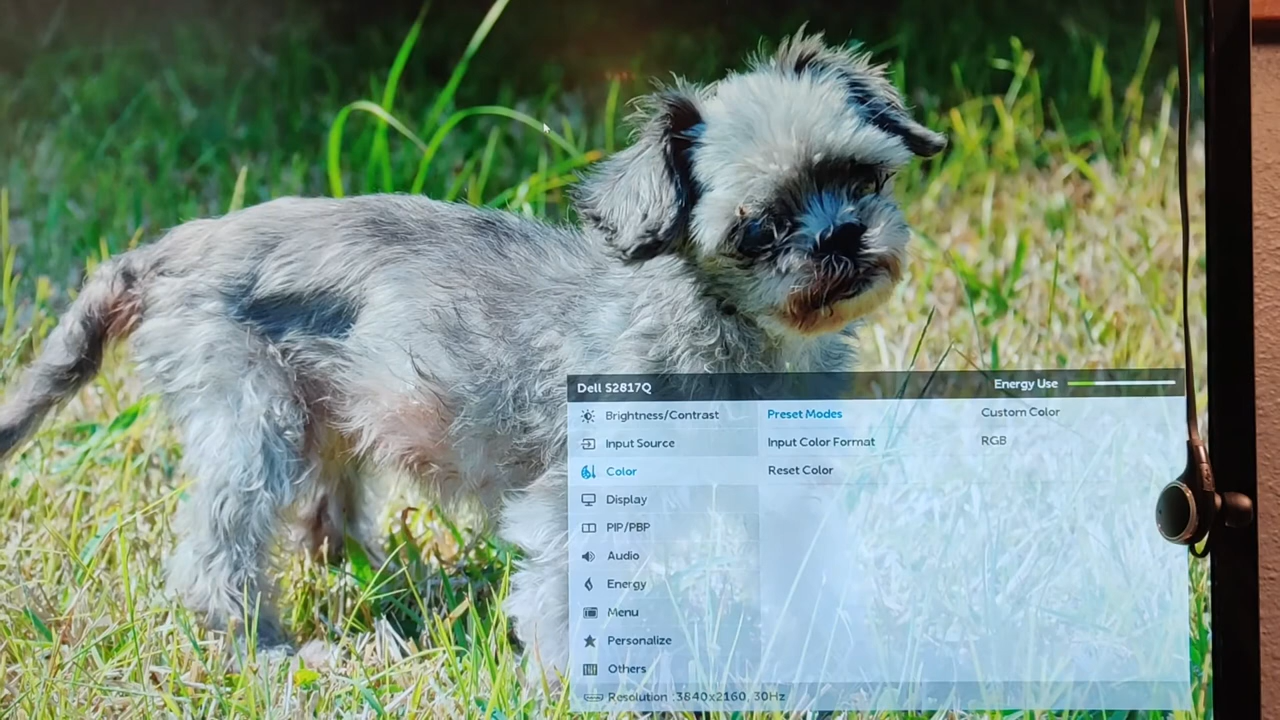 Dell S2817Q Energy Use
Brightness/Contrast Preset Modes Custom Color
Input Source Input Color Format RGB
Color Reset Color
Display
PIP/PBP
Audio
Energy
Menu
Personalize
Others
Resolution :3840x2160, 30Hz